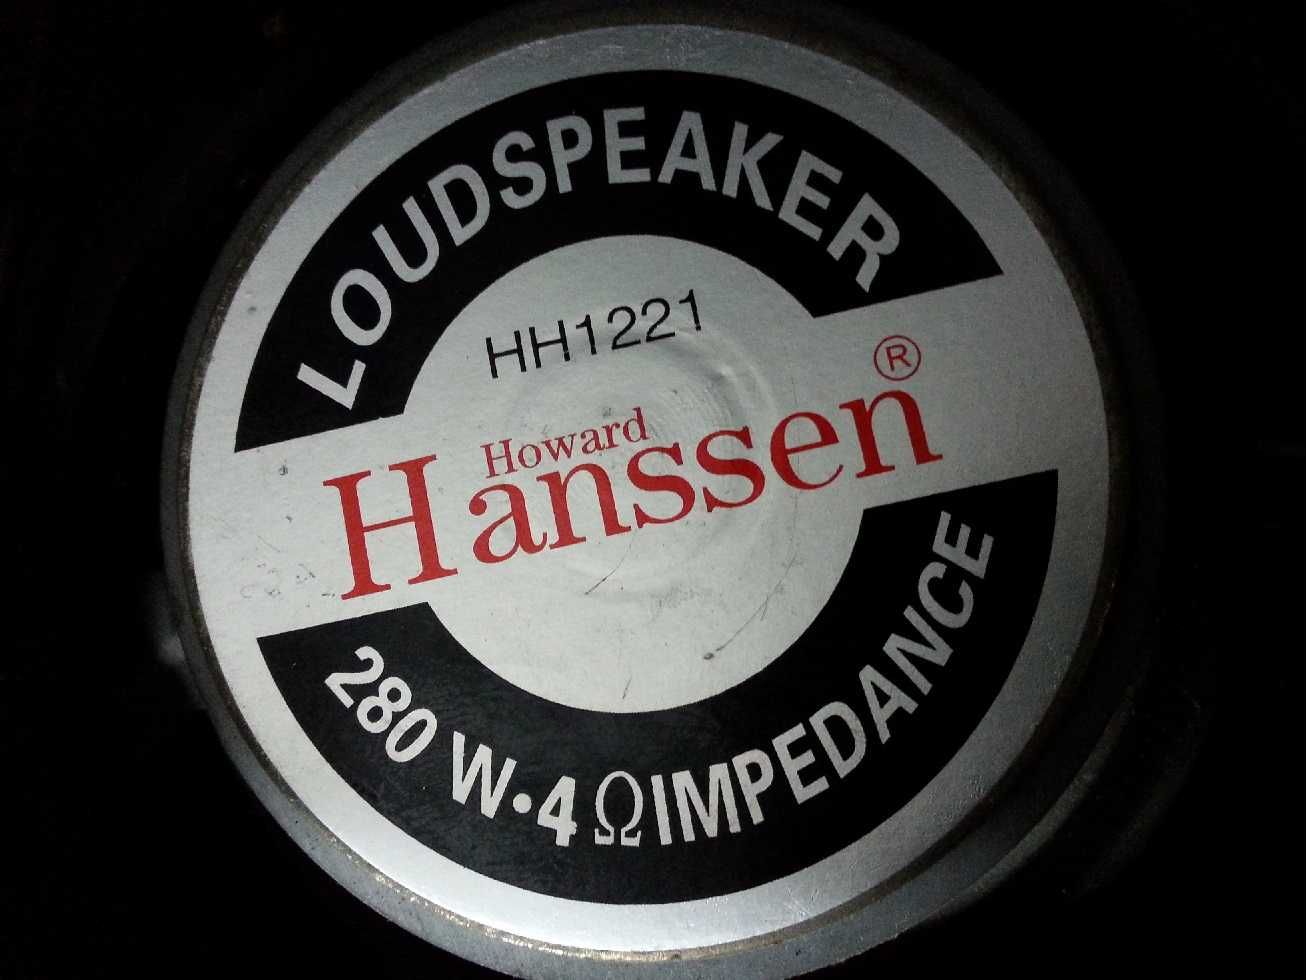 LOUDSPEAKER
HH1221
Howard
Hanssen®
280 W·4 Ω IMPEDANCE